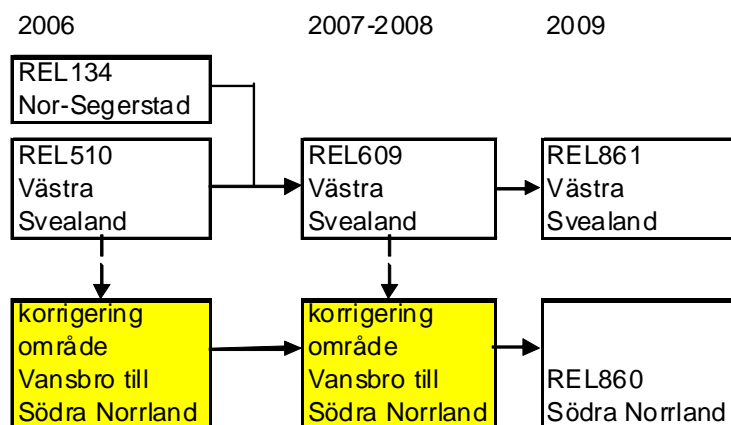 2006 2007-2008 2009
REL134
Nor-Segerstad
REL510
Västra
Svealand
REL609
Västra
Svealand
REL861
Västra
Svealand
korrigering
område
Vansbro till
Södra Norrland
korrigering
område
Vansbro till
Södra Norrland
REL860
Södra Norrland